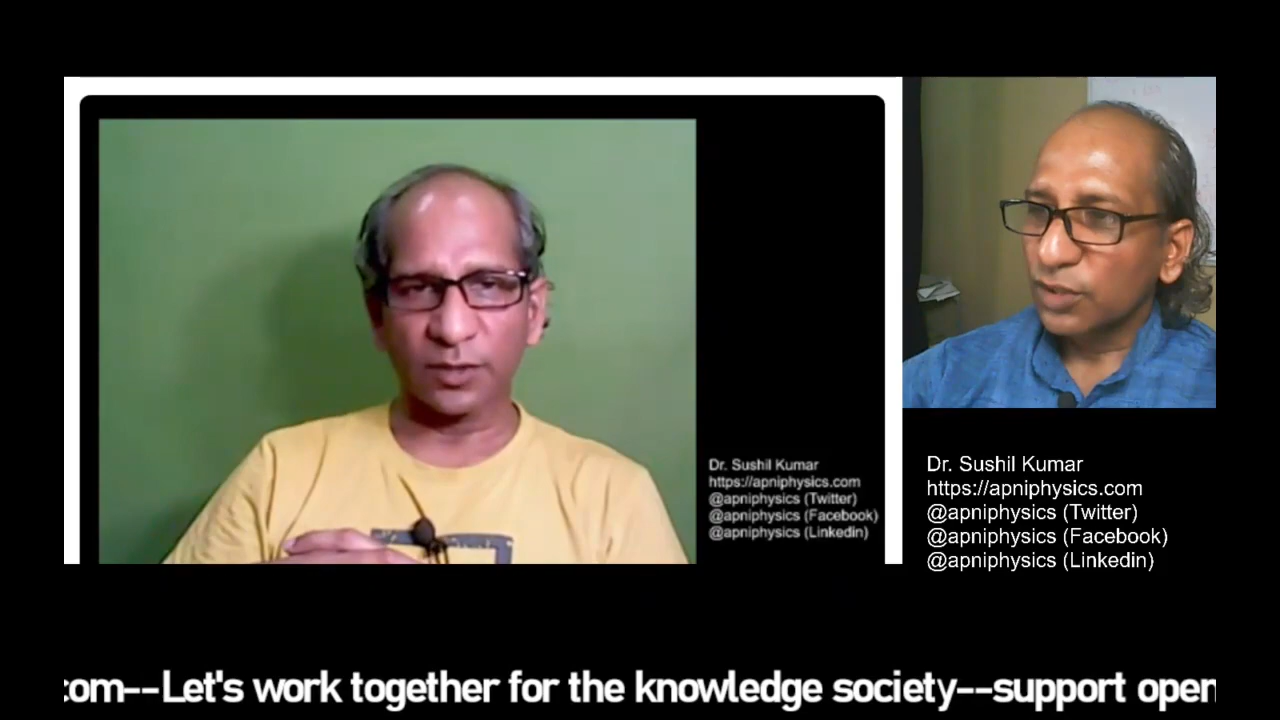 Dr. Sushil Kumar
https://apniphysics.com
@apniphysics (Twitter)
@apniphysics (Facebook)
@apniphysics (Linkedin)
Dr. Sushil Kumar
https://apniphysics.com
@apniphysics (Twitter)
@apniphysics (Facebook)
@apniphysics (Linkedin)
com--Let's work together for the knowledge society--support open